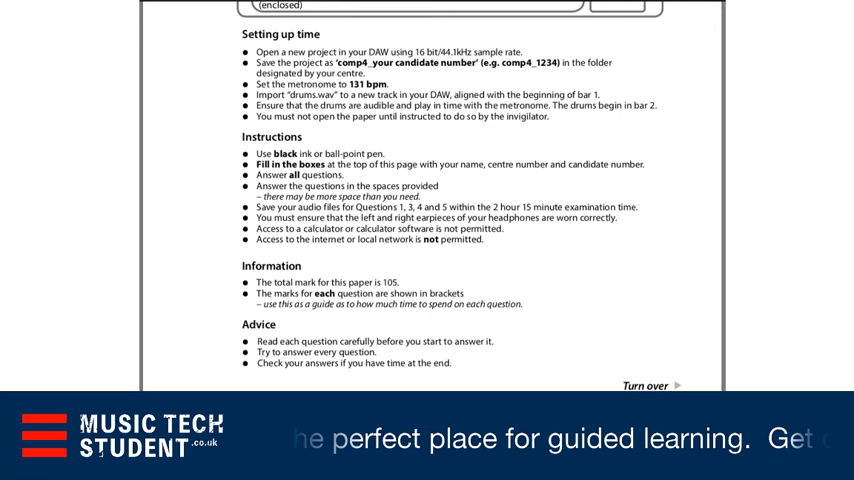 (enclosed)
Setting up time
● Open a new project in your DAW using 16 bit/44.1kHz sample rate.
● Save the project as ‘comp4_your candidate number’ (e.g. comp4_1234) in the folder
designated by your centre.
● Set the metronome to 131 bpm.
● Import “drums.wav” to a new track in your DAW, aligned with the beginning of bar 1.
● Ensure that the drums are audible and play in time with the metronome. The drums begin in bar 2.
● You must not open the paper until instructed to do so by the invigilator.
Instructions
● Use black ink or ball-point pen.
● Fill in the boxes at the top of this page with your name, centre number and candidate number.
● Answer all questions.
● Answer the questions in the spaces provided
– there may be more space than you need.
● Save your audio files for Questions 1, 3, 4 and 5 within the 2 hour 15 minute examination time.
● You must ensure that the left and right earpieces of your headphones are worn correctly.
● Access to a calculator or calculator software is not permitted.
● Access to the internet or local network is not permitted.
Information
● The total mark for this paper is 105.
● The marks for each question are shown in brackets
– use this as a guide as to how much time to spend on each question.
Advice
● Read each question carefully before you start to answer it.
● Try to answer every question.
● Check your answers if you have time at the end.
Turn over
MUSIC TECH
STUDENT.co.uk
he perfect place for guided learning. Get